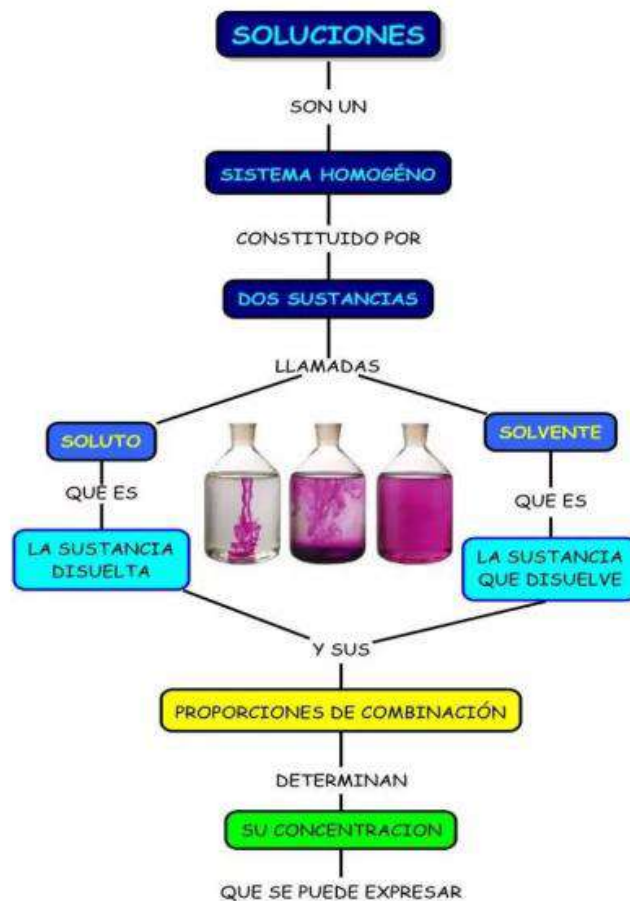 SOLUCIONES
SON UN
SISTEMA HOMOGÉNO
CONSTITUIDO POR
DOS SUSTANCIAS
LLAMADAS
SOLUTO
SOLVENTE
QUE ES
QUE ES
LA SUSTANCIA
DISUELTA
LA SUSTANCIA
QUE DISUELVE
Y SUS
PROPORCIONES DE COMBINACIÓN
DETERMINAN
SU CONCENTRACION
QUE SE PUEDE EXPRESAR